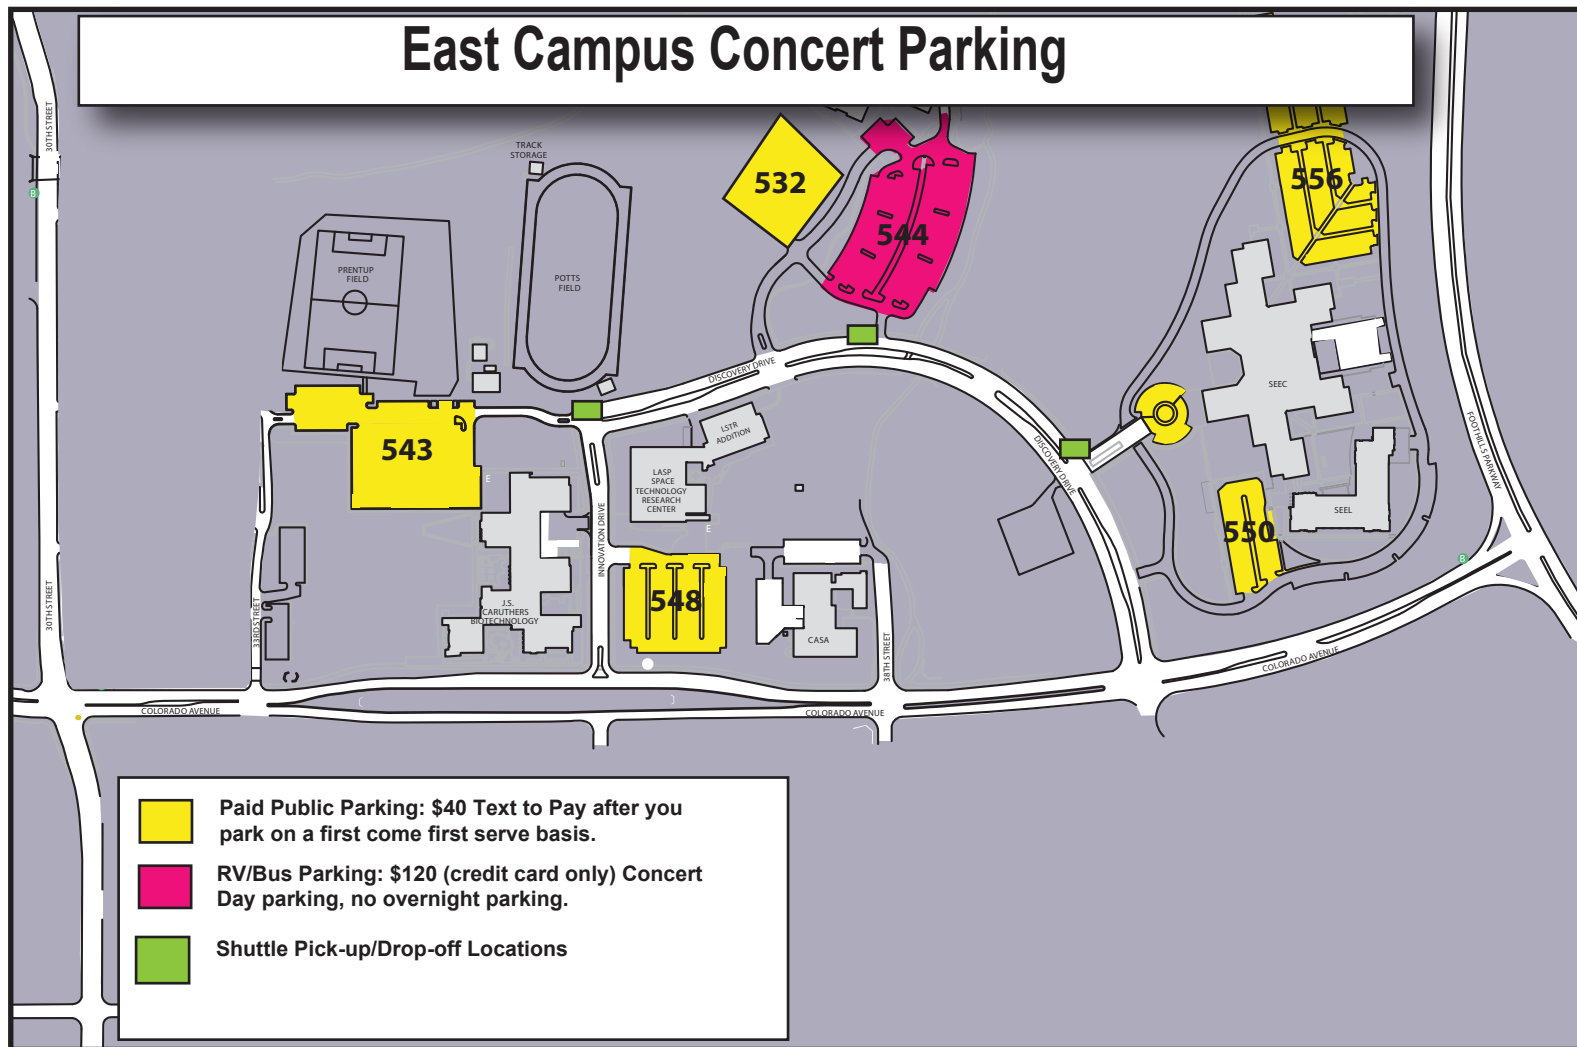 East Campus Concert Parking
30TH STREET
TRACK
STORAGE
532
544
556
PRENTUP
FIELD
POTTS
FIELD
B
DISCOVERY DRIVE
SEEC
FOOTHILLS PARKWAY
543
LSTR
ADDITION
LASP
SPACE
TECHNOLOGY
RESEARCH
CENTER
D
E
E
DISCOVERY DRIVE
SEEL
550
INNOVATION DRIVE
B
30TH STREET
33RD STREET
J.S.
CARUTHERS
BIOTECHNOLOGY
548
CASA
38TH STREET
COLORADO AVENUE
COLORADO AVENUE
COLORADO AVENUE
Paid Public Parking: $40 Text to Pay after you
park on a first come first serve basis.
RV/Bus Parking: $120 (credit card only) Concert
Day parking, no overnight parking.
Shuttle Pick-up/Drop-off Locations